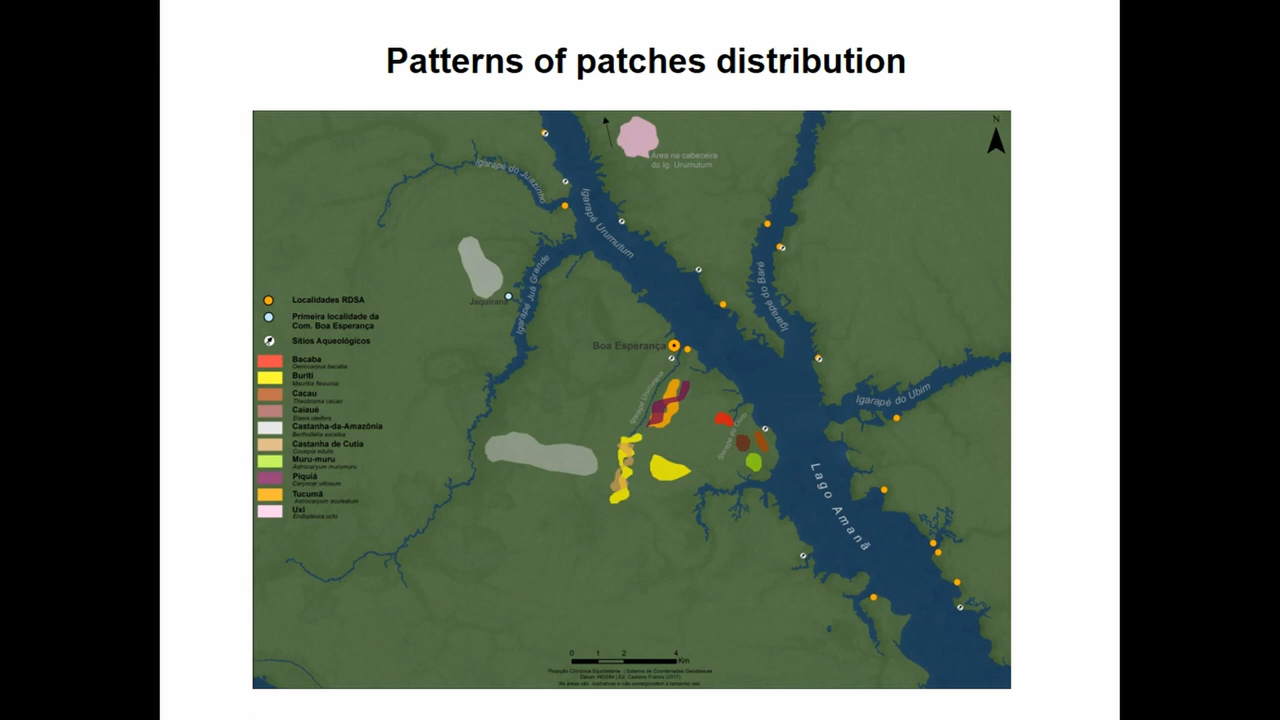 Patterns of patches distribution
N
Área na cabeceira
do Ig. Urumutum
Igarapé do Juazinho
Igarapé Urumutum
Igarapé Juá Grande
Igarapé do Baré
Jaquirana
Boa Esperança
Igarapé do Ubim
Lago Amanã
Localidades RDSA
Primeira localidade da
Com. Boa Esperança
Sítios Aqueológicos
Bacaba
Oenocarpus bacaba
Buriti
Mauritia flexuosa
Cacau
Theobroma cacao
Caiauê
Elaeis oleifera
Castanha-da-Amazônia
Bertholletia excelsa
Castanha de Cutia
Couepia edulis
Muru-muru
Astrocaryum murumuru
Piquiá
Caryocar villosum
Tucumã
Astrocaryum aculeatum
Uxi
Endopleura uchi
0 1 2 4
Km